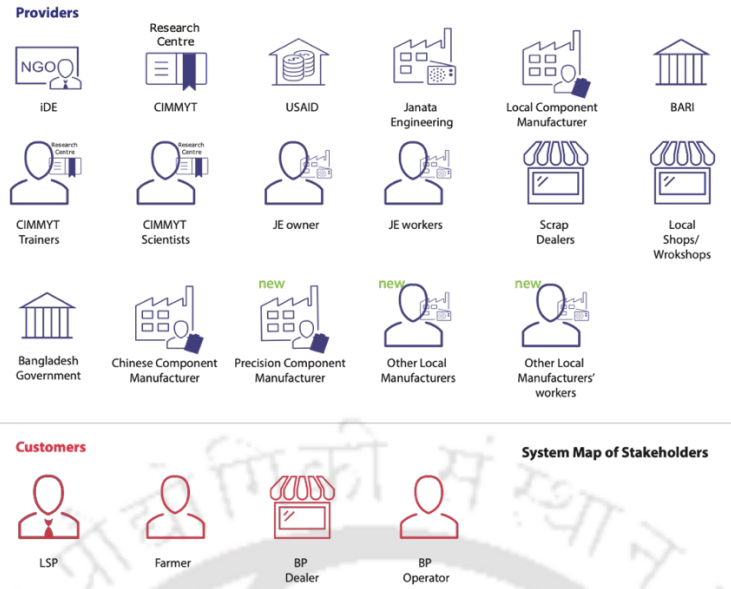 Providers
Research
Centre
NGO
iDE
CIMMYT
USAID
Janata
Engineering
Local Component
Manufacturer
BARI
Research
Centre
Research
Centre
CIMMYT
Trainers
CIMMYT
Scientists
JE owner
JE workers
Scrap
Dealers
Local
Shops/
Wrokshops
new
new
new
Bangladesh
Government
Chinese Component
Manufacturer
Precision Component
Manufacturer
Other Local
Manufacturers
Other Local
Manufacturers'
workers
Customers
System Map of Stakeholders
LSP
Farmer
BP
Dealer
BP
Operator